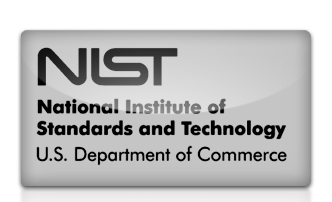 NIST
National Institute of
Standards and Technology
U.S. Department of Commerce